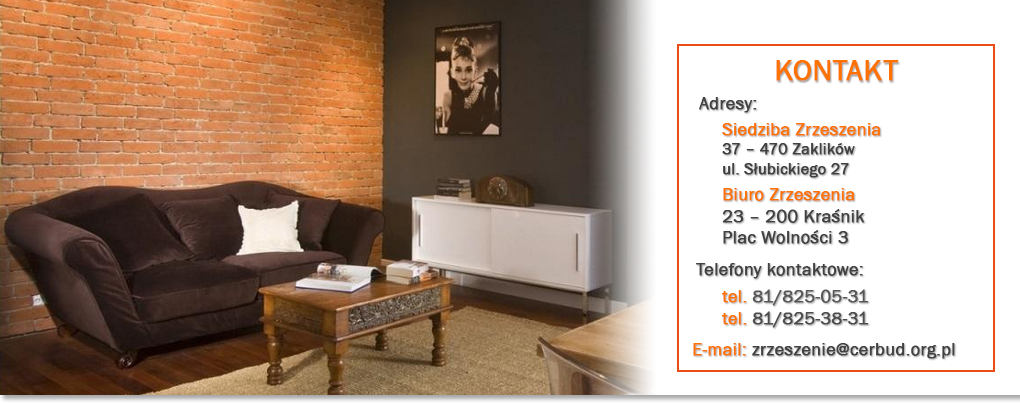 KONTAKT
Adresy:
Siedziba Zrzeszenia
37 – 470 Zaklików
ul. Słubickiego 27
Biuro Zrzeszenia
23 – 200 Kraśnik
Plac Wolności 3
Telefony kontaktowe:
tel. 81/825-05-31
tel. 81/825-38-31
E-mail: zrzeszenie@cerbud.org.pl